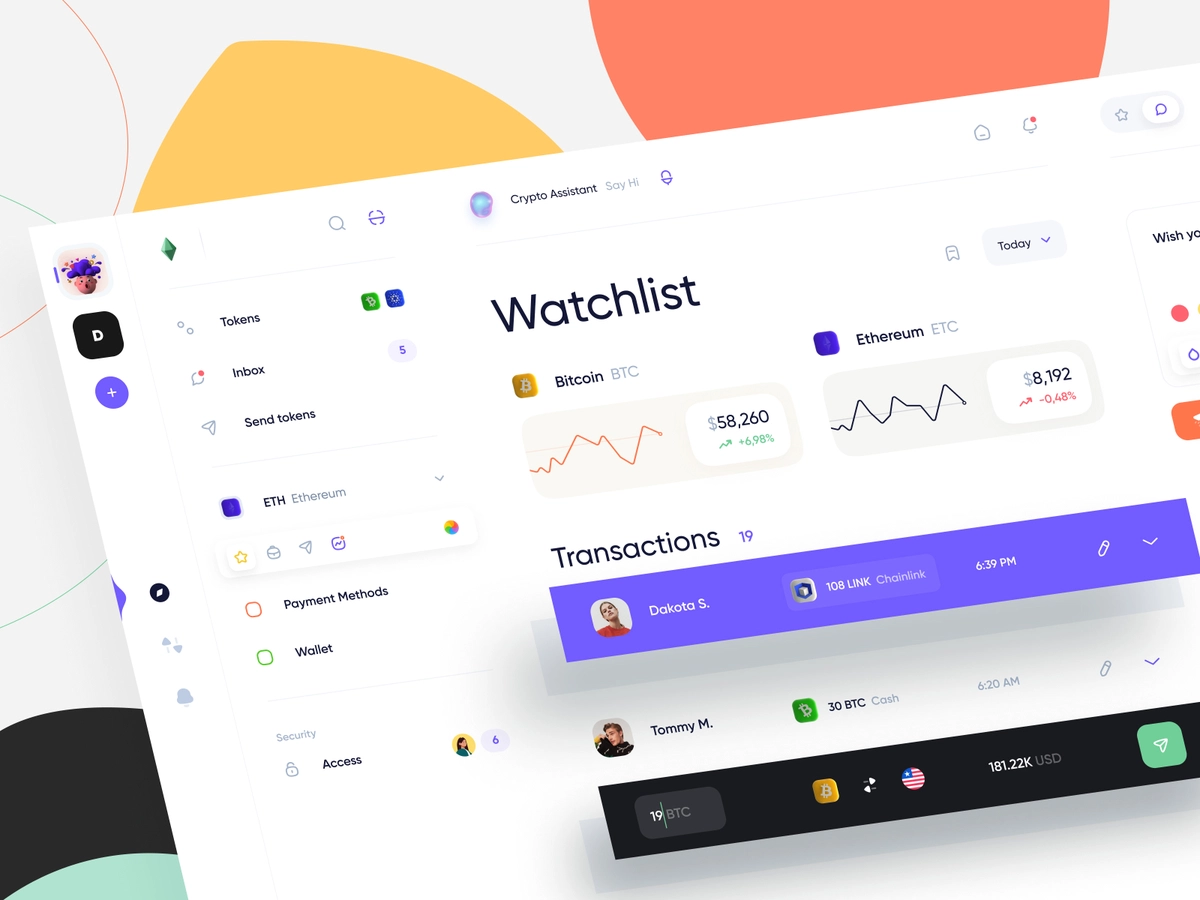 D
+
Crypto Assistant Say Hi
Tokens
Inbox 5
Send tokens
ETH Ethereum
Payment Methods
Wallet
Security
Access 6
Watchlist
Today
Bitcoin BTC
$58,260
+6,98%
Ethereum ETC
$8,192
-0,48%
Transactions 19
Dakota S. 108 LINK Chainlink 6:39 PM
Tommy M. 30 BTC Cash 6:20 AM
19 BTC 181.22K USD
Wish yo